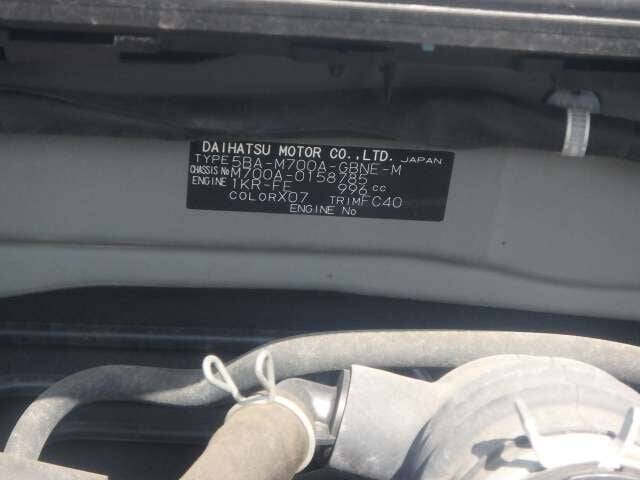 DAIHATSU MOTOR CO.,LTD. JAPAN
TYPE 5BA-M700A-GBNE-M
CHASSIS No M700A-0158785
ENGINE 1KR-FE 996 cc
COLOR X07 TRIM FC40
ENGINE No